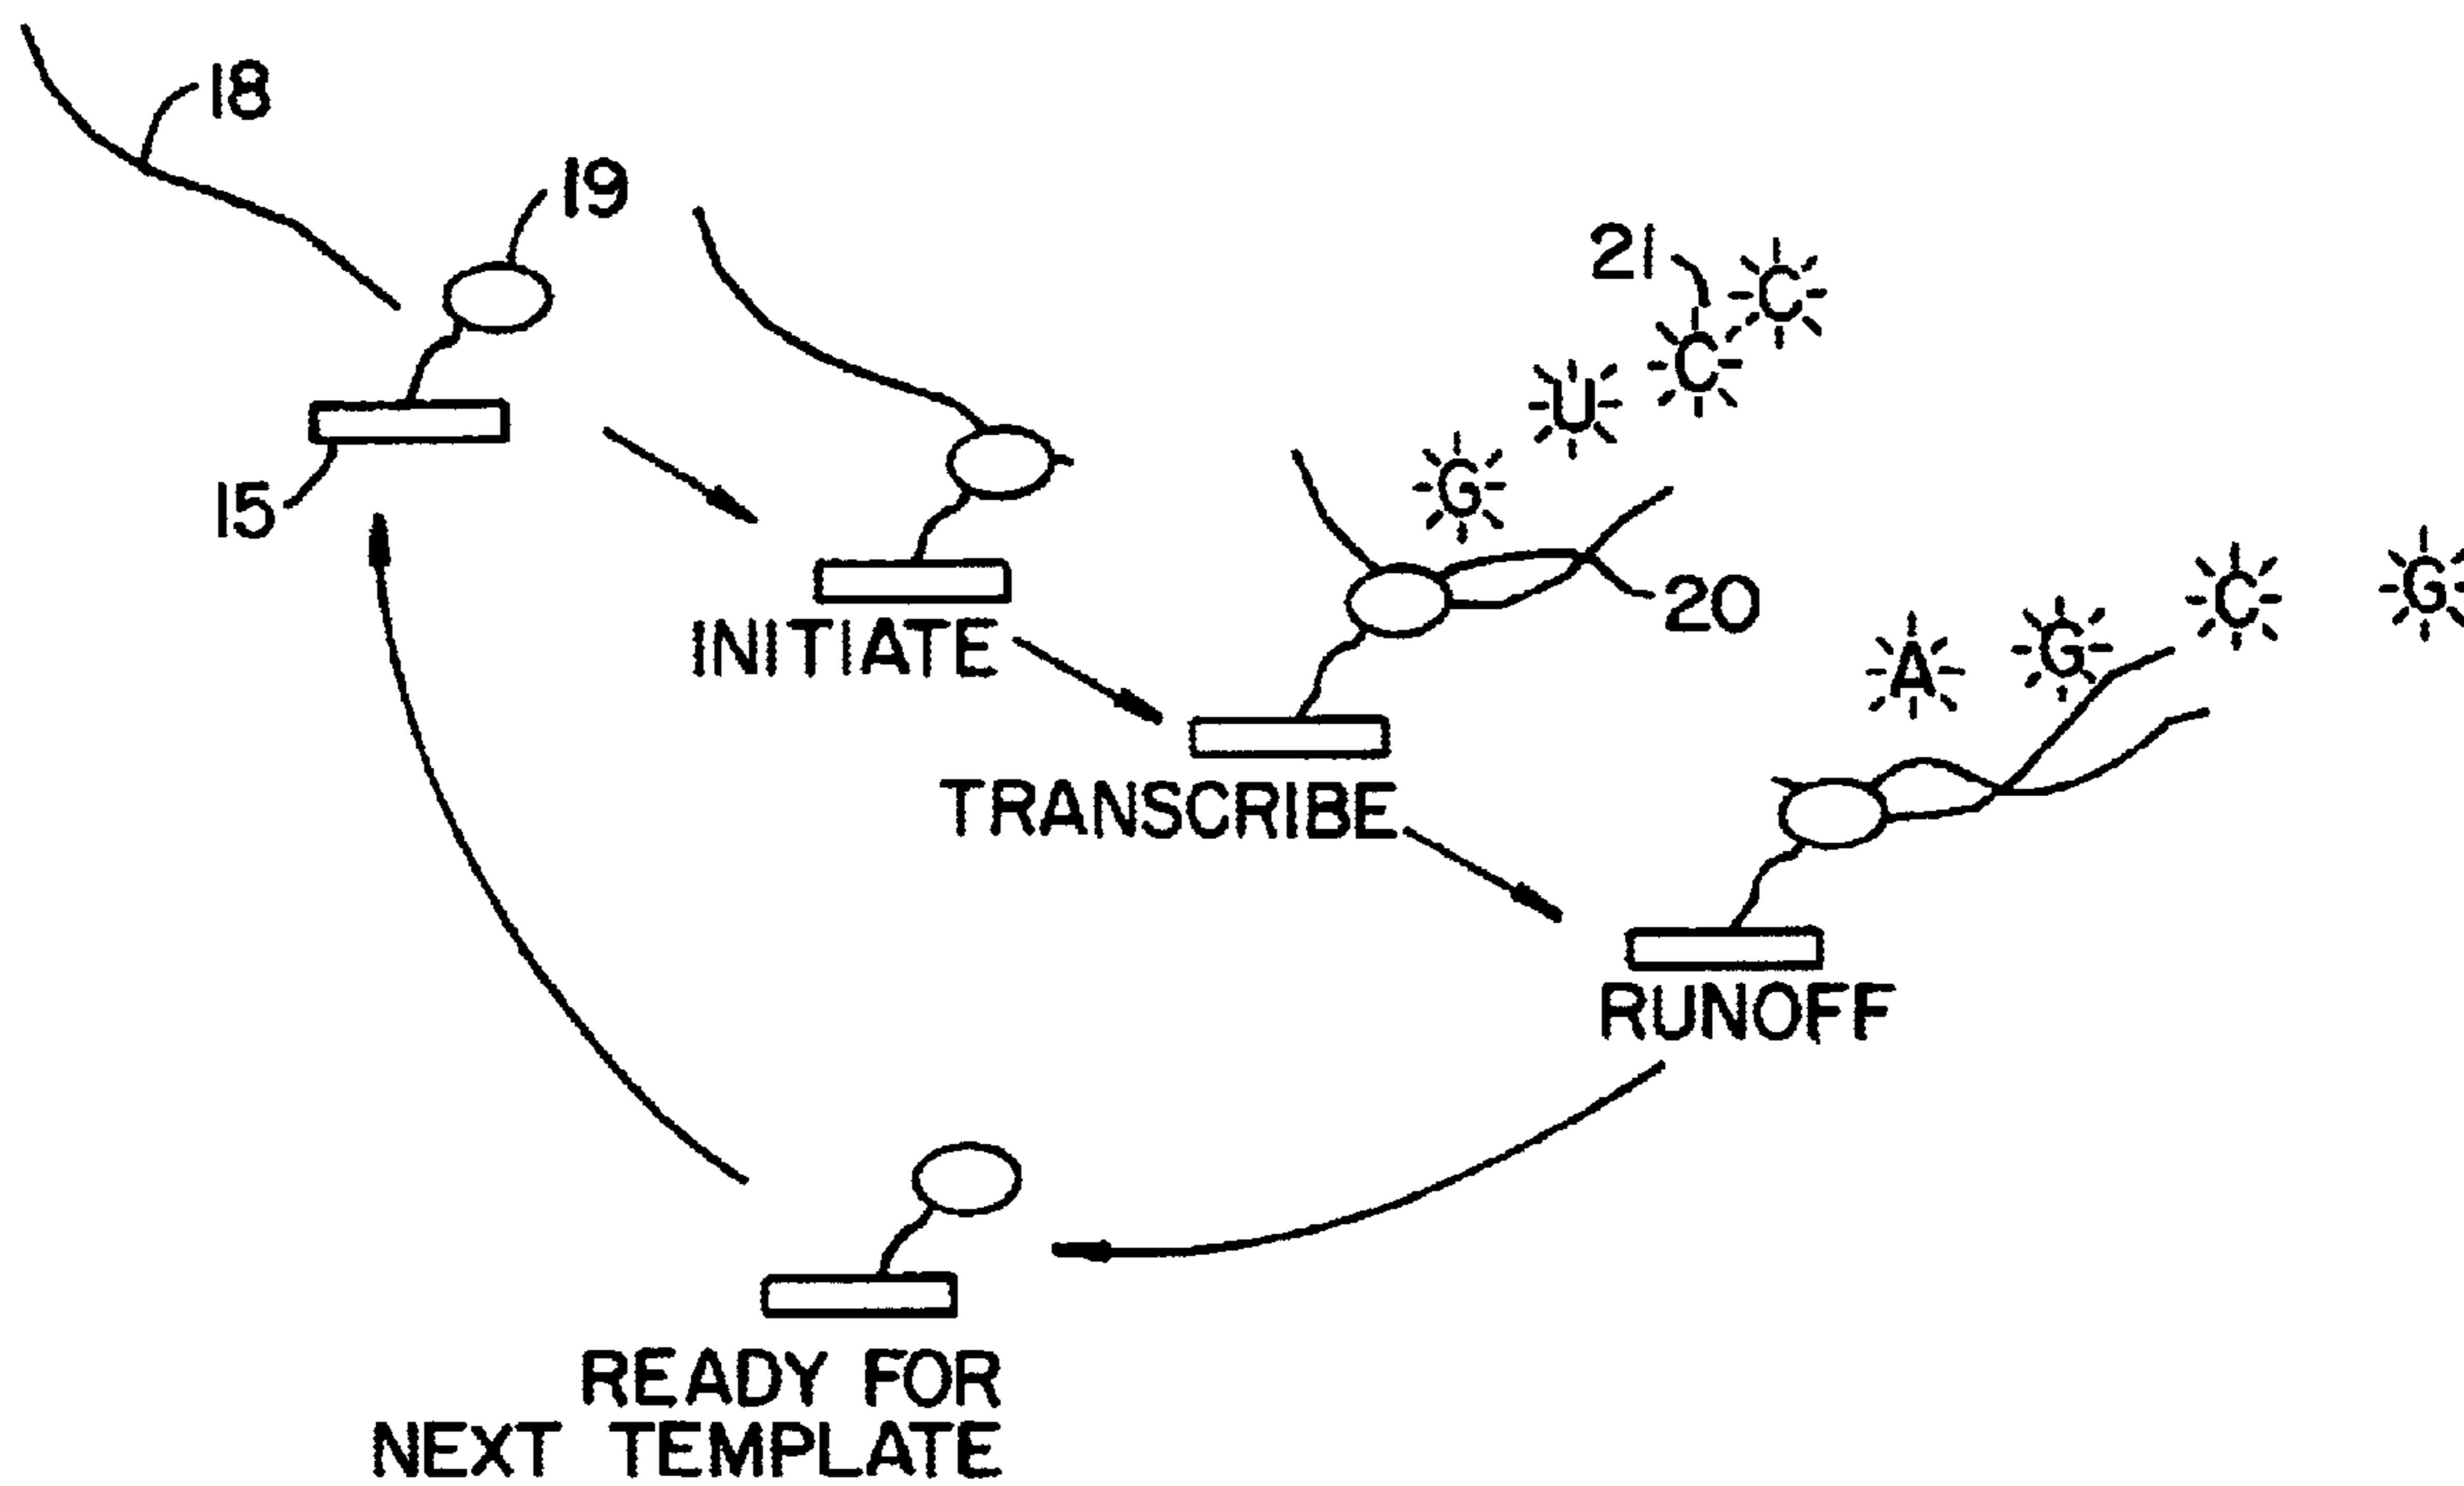 18
19
21
C
C
U
G
15
20
G
C
G
A
INITIATE
TRANSCRIBE
RUNOFF
READY FOR
NEXT TEMPLATE